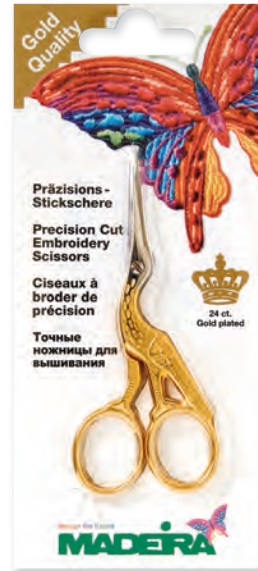 Gold
Quality
Präzisions-
Stickschere
Precision Cut
Embroidery
Scissors
Ciseaux à
broder de
précision
Точные
ножницы для
вышивания
24 ct.
Gold plated
MADEIRA